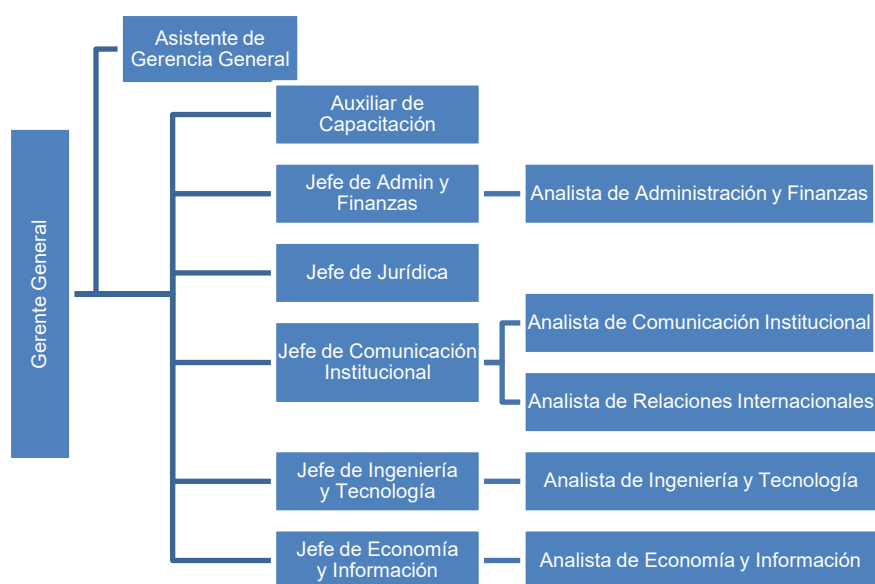 Asistente de
Gerencia General
Auxiliar de
Capacitación
Jefe de Admin y
Finanzas
Analista de Administración y Finanzas
Gerente General
Jefe de Jurídica
Analista de Comunicación Institucional
Jefe de Comunicación
Institucional
Analista de Relaciones Internacionales
Jefe de Ingeniería
y Tecnología
Analista de Ingeniería y Tecnología
Jefe de Economía
y Información
Analista de Economía y Información